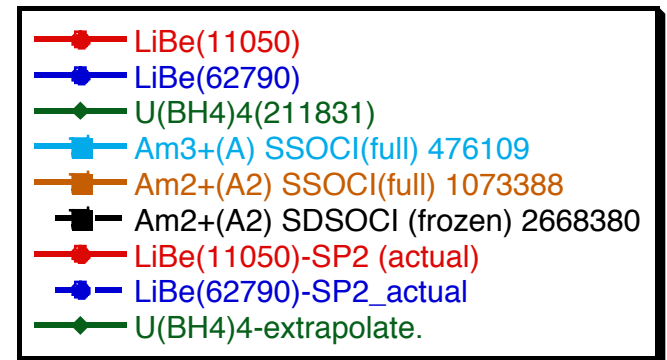 LiBe(11050)
LiBe(62790)
U(BH4)4(211831)
Am3+(A) SSOCI(full) 476109
Am2+(A2) SSOCI(full) 1073388
Am2+(A2) SDSOCI (frozen) 2668380
LiBe(11050)-SP2 (actual)
LiBe(62790)-SP2_actual
U(BH4)4-extrapolate.